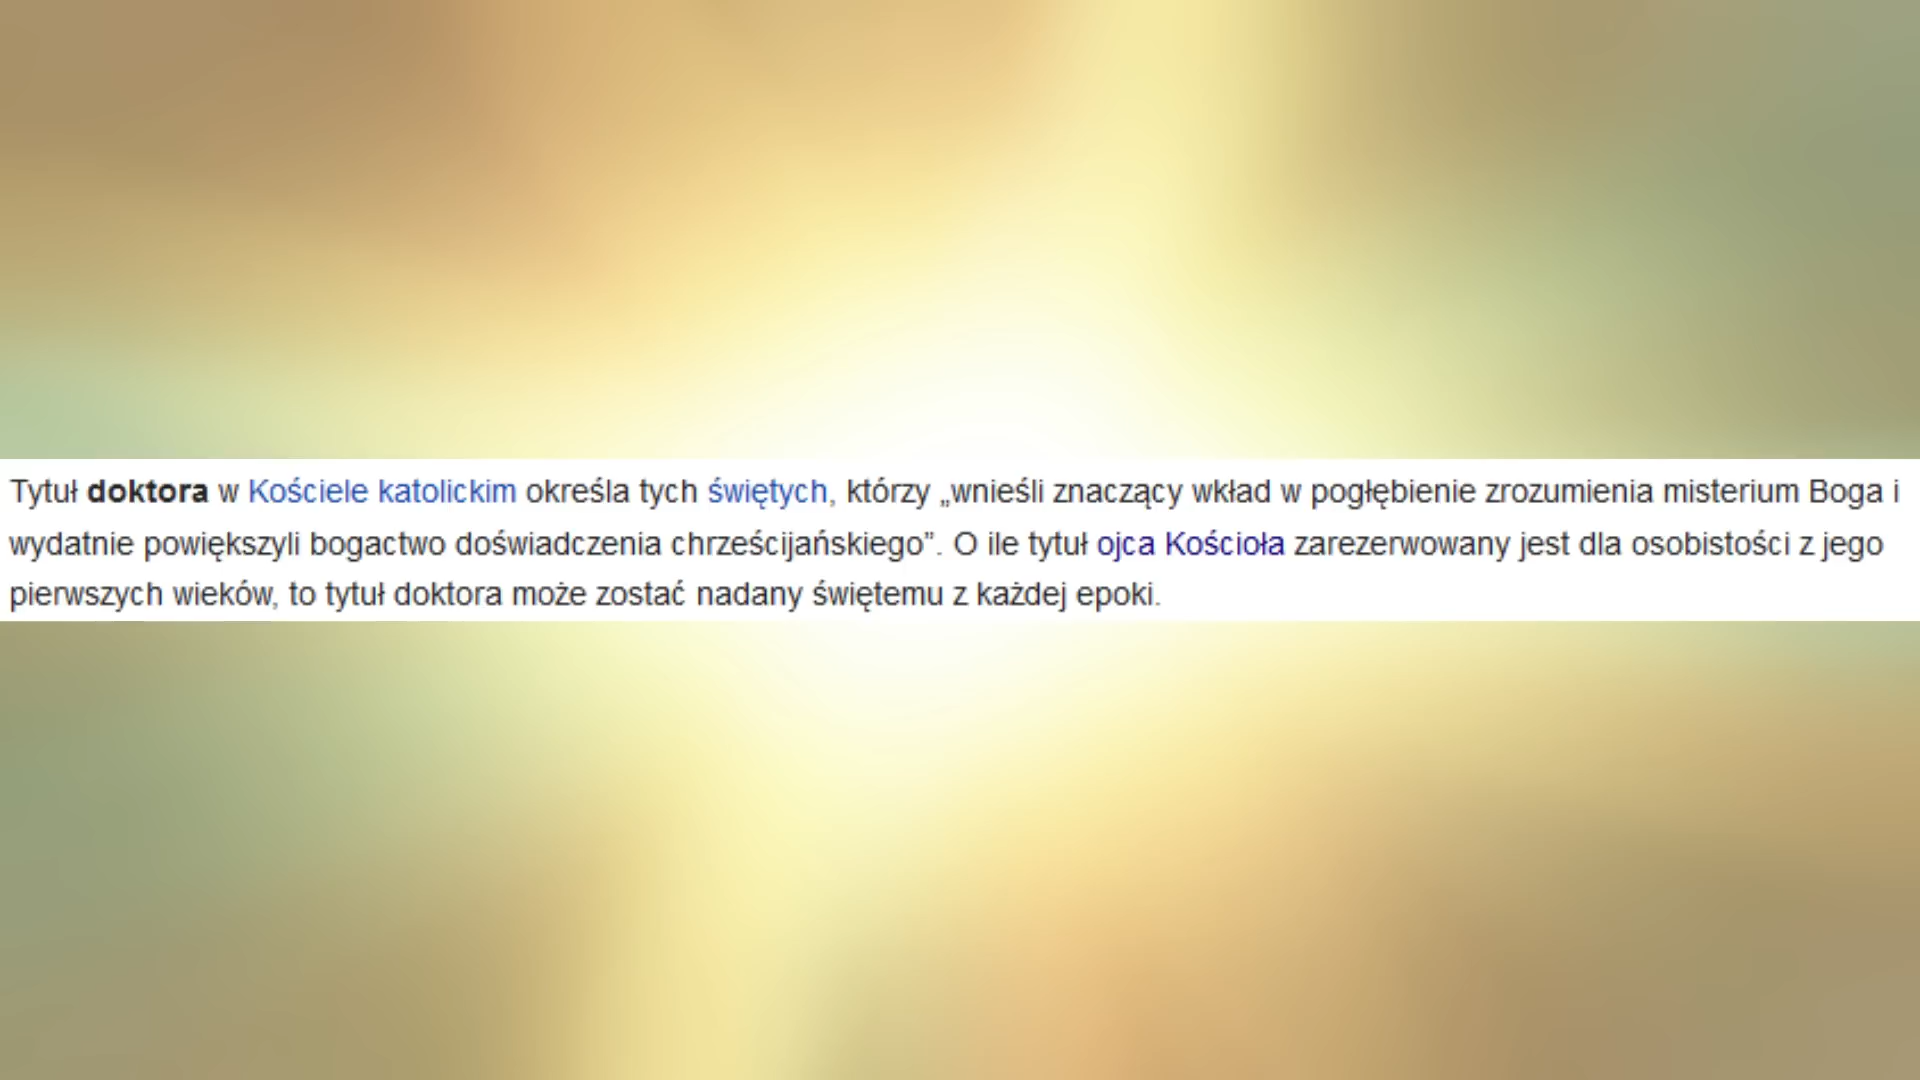 Tytuł doktora w Kościele katolickim określa tych świętych, którzy „wnieśli znaczący wkład w pogłębienie zrozumienia misterium Boga i
wydatnie powiększyli bogactwo doświadczenia chrześcijańskiego”. O ile tytuł ojca Kościoła zarezerwowany jest dla osobistości z jego
pierwszych wieków, to tytuł doktora może zostać nadany świętemu z każdej epoki.